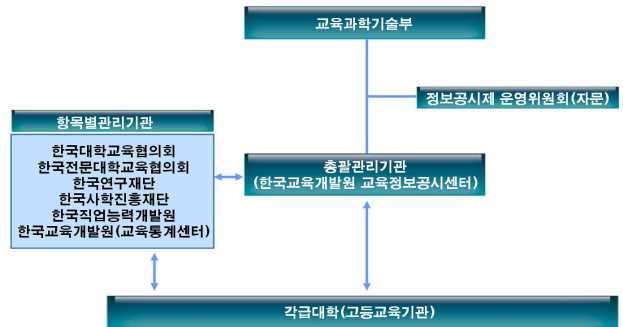 교육과학기술부
정보공시제 운영위원회(자문)
항목별관리기관
한국대학교육협의회
한국전문대학교육협의회
한국연구재단
한국사학진흥재단
한국직업능력개발원
한국교육개발원(교육통계센터)
총괄관리기관
(한국교육개발원 교육정보공시센터)
각급대학(고등교육기관)